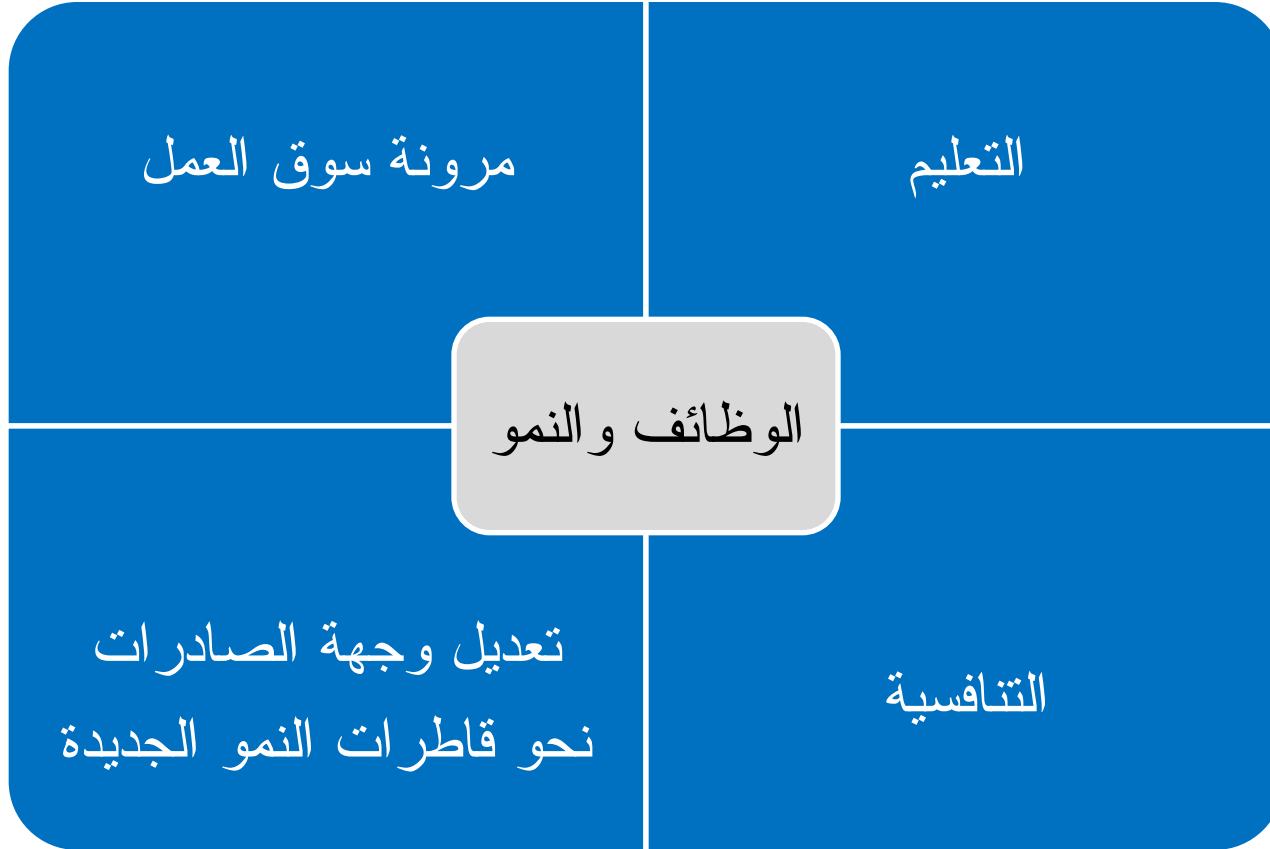 التعليم
مرونة سوق العمل
الوظائف والنمو
التنافسية
تعديل وجهة الصادرات
نحو قاطرات النمو الجديدة